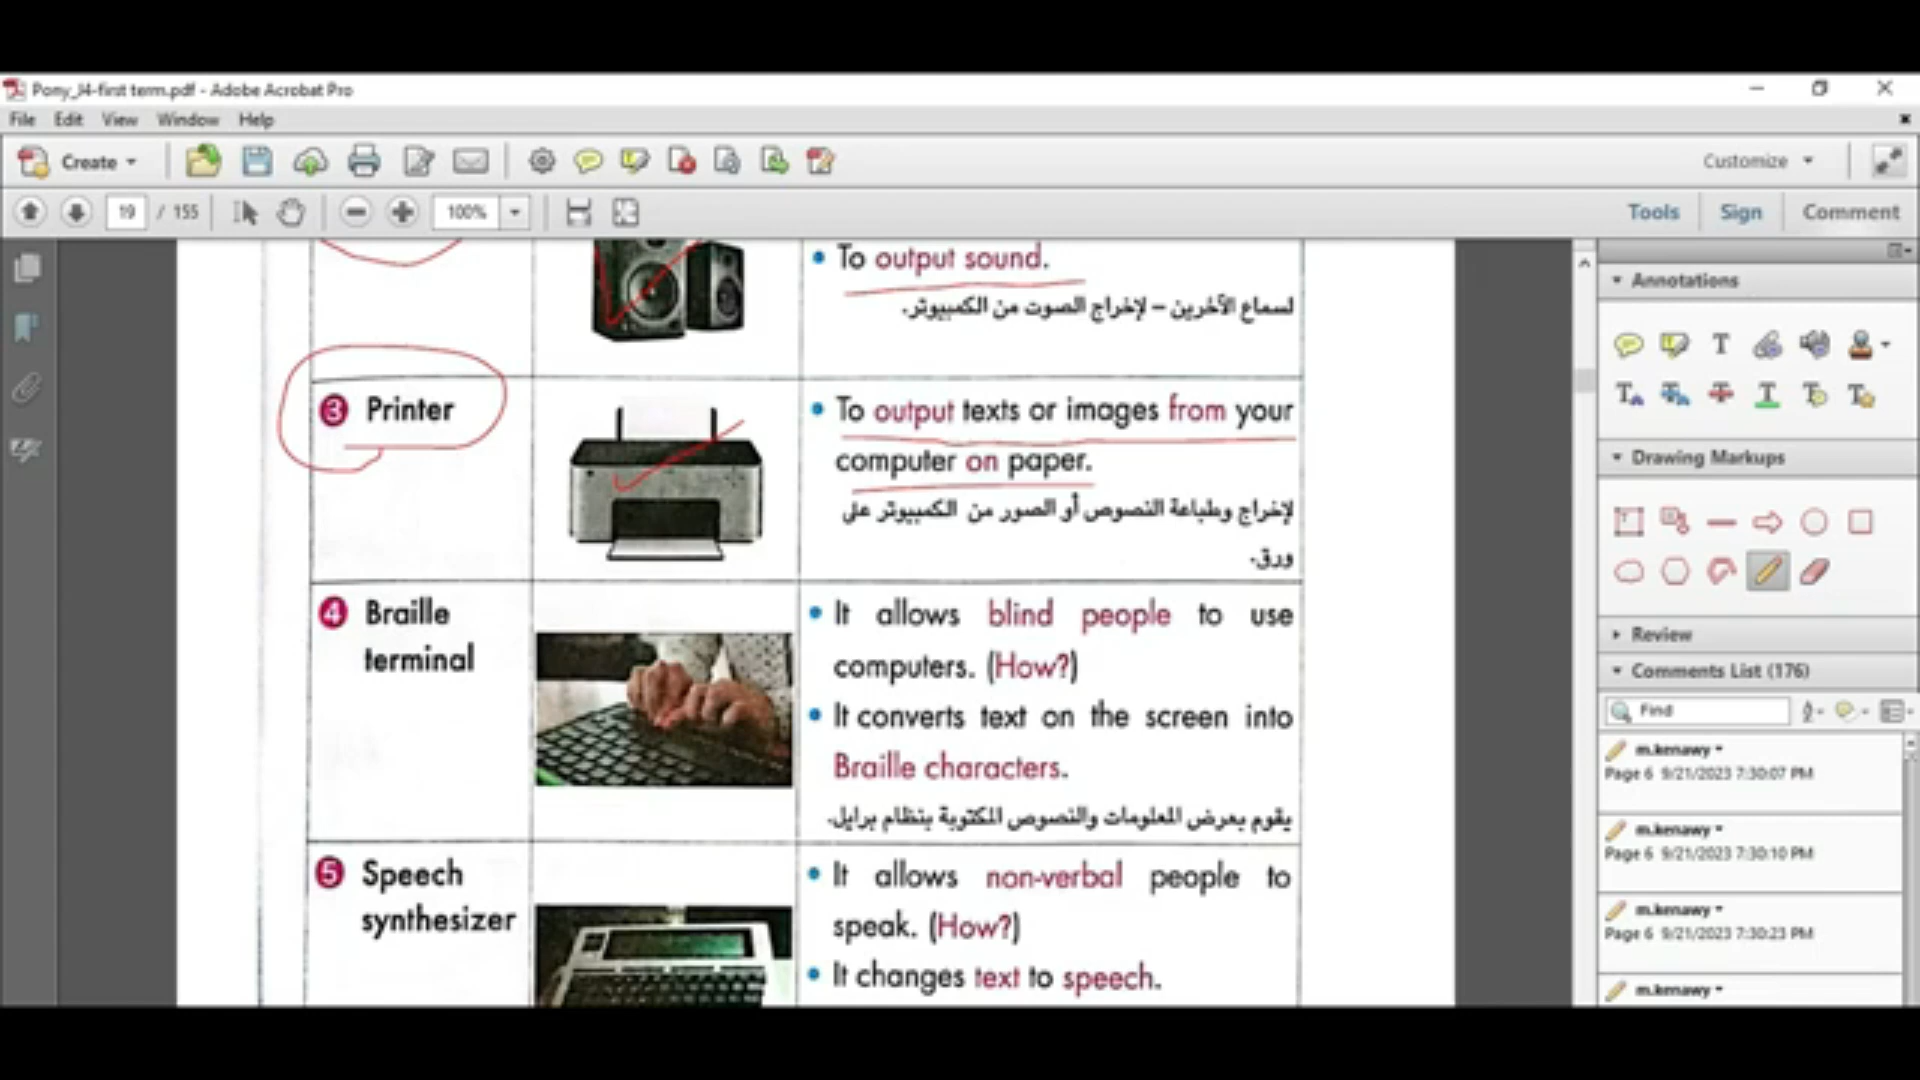 Pony_J4-first term.pdf - Adobe Acrobat Pro
File Edit View Window Help
Create
Customize
19 / 155
100%
Tools Sign Comment
• To output sound.
لسماع الآخرين – لإخراج الصوت من الكمبيوتر.
3 Printer
• To output texts or images from your
computer on paper.
لإخراج وطباعة النصوص أو الصور من الكمبيوتر على
ورق.
4 Braille
terminal
• It allows blind people to use
computers. (How?)
• It converts text on the screen into
Braille characters.
يقوم بعرض المعلومات والنصوص المكتوبة بنظام برايل.
5 Speech
synthesizer
• It allows non-verbal people to
speak. (How?)
• It changes text to speech.
Annotations
Drawing Markups
Review
Comments List (176)
Find
m.kenawy
Page 6 9/21/2023 7:30:07 PM
m.kenawy
Page 6 9/21/2023 7:30:10 PM
m.kenawy
Page 6 9/21/2023 7:30:23 PM
m.kenawy